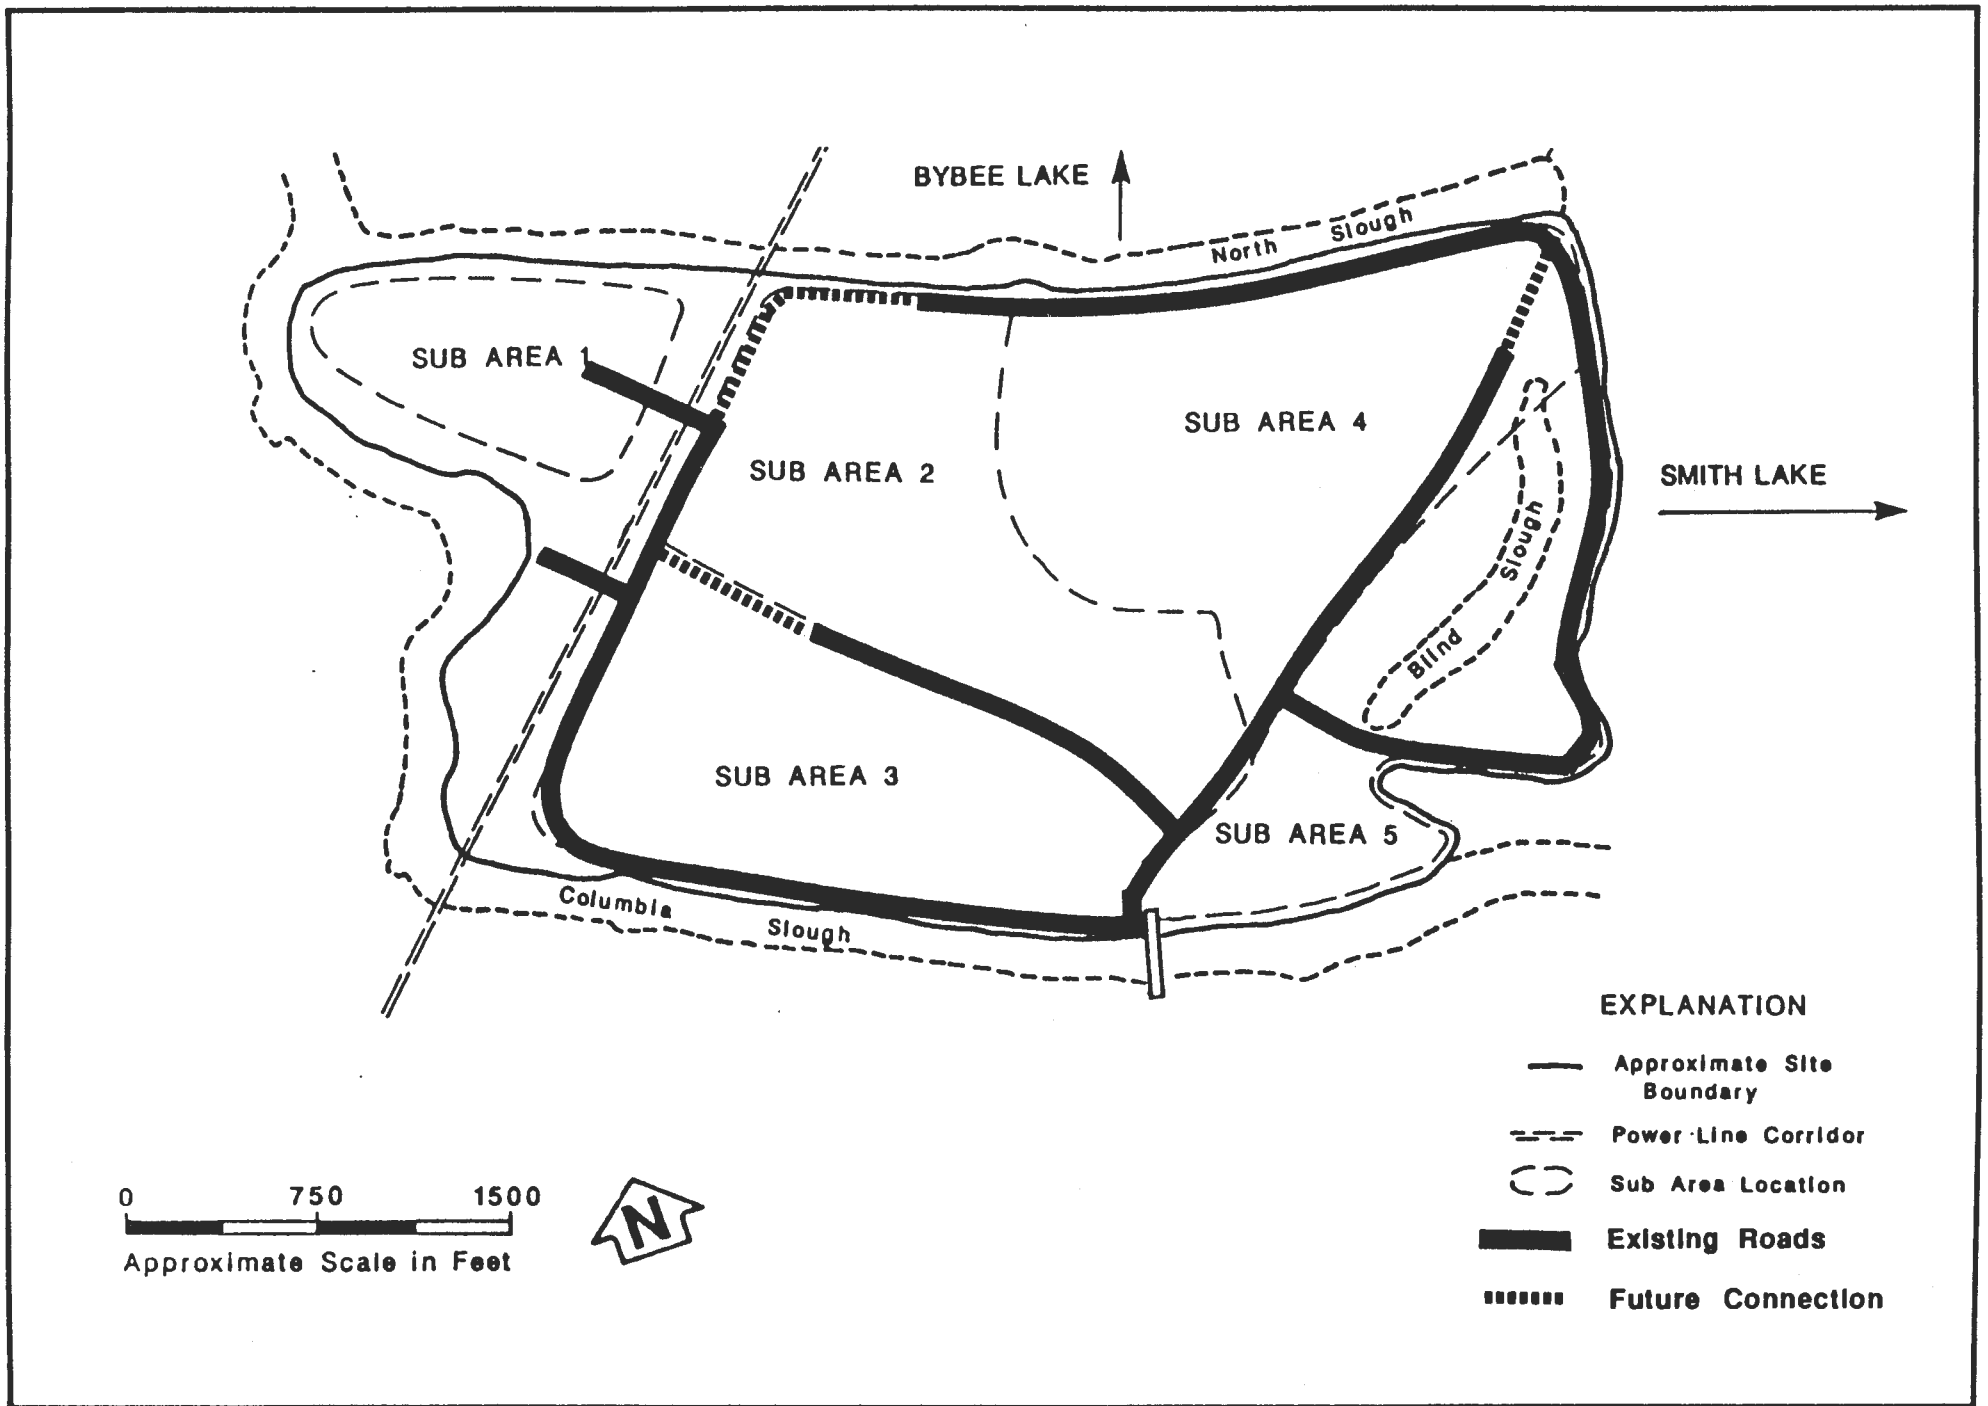 BYBEE LAKE
North Slough
SUB AREA 1
SUB AREA 4
SUB AREA 2
SMITH LAKE
Blind Slough
SUB AREA 3
SUB AREA 5
Columbia Slough
EXPLANATION
Approximate Site
Boundary
Power Line Corridor
Sub Area Location
Existing Roads
Future Connection
0 750 1500
Approximate Scale in Feet
N